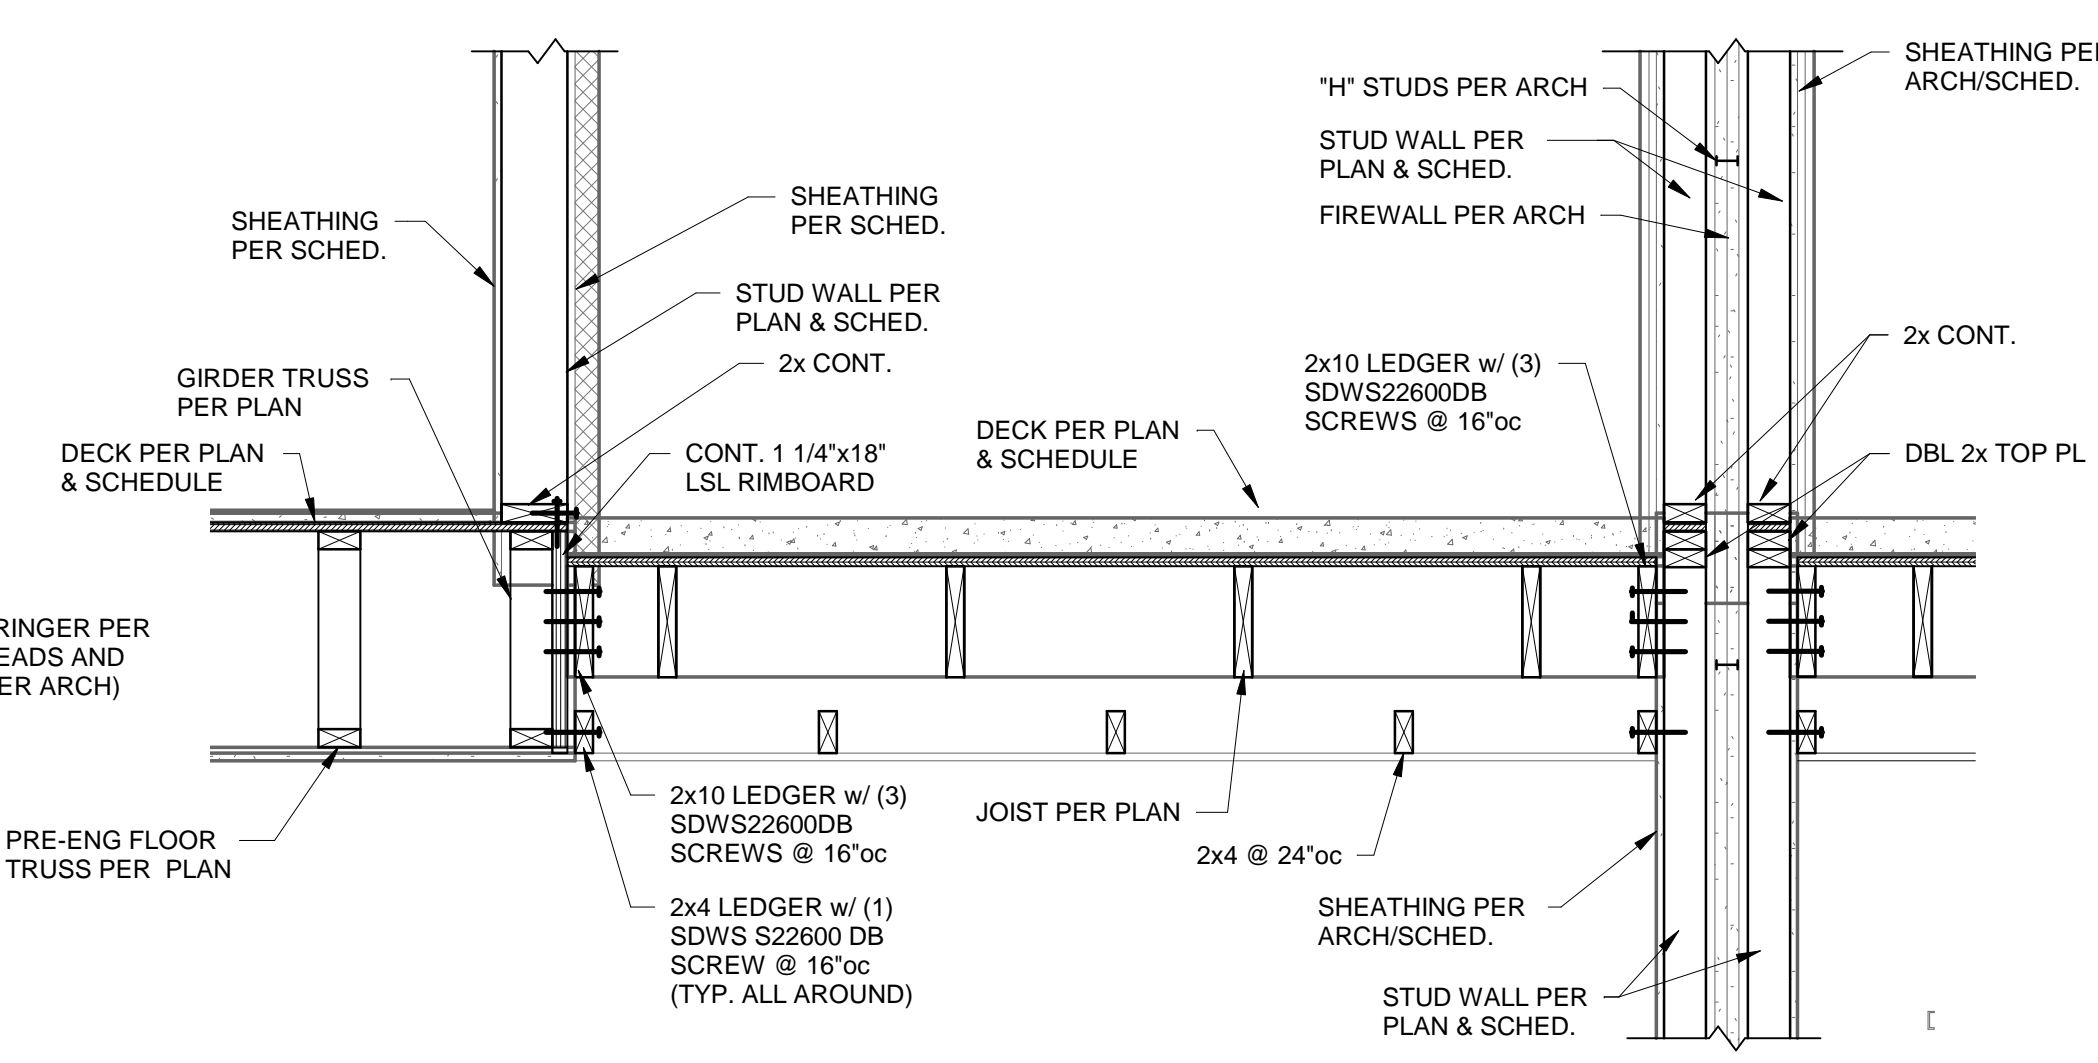 SHEATHING
PER SCHED.
SHEATHING
PER SCHED.
STUD WALL PER
PLAN & SCHED.
2x CONT.
GIRDER TRUSS
PER PLAN
DECK PER PLAN
& SCHEDULE
CONT. 1 1/4"x18"
LSL RIMBOARD
RINGER PER
EADS AND
ER ARCH)
PRE-ENG FLOOR
TRUSS PER PLAN
2x10 LEDGER w/ (3)
SDWS22600DB
SCREWS @ 16"oc
2x4 LEDGER w/ (1)
SDWS S22600 DB
SCREW @ 16"oc
(TYP. ALL AROUND)
DECK PER PLAN
& SCHEDULE
JOIST PER PLAN
2x4 @ 24"oc
"H" STUDS PER ARCH
STUD WALL PER
PLAN & SCHED.
FIREWALL PER ARCH
2x10 LEDGER w/ (3)
SDWS22600DB
SCREWS @ 16"oc
SHEATHING PER
ARCH/SCHED.
STUD WALL PER
PLAN & SCHED.
SHEATHING PE
ARCH/SCHED.
2x CONT.
DBL 2x TOP PL